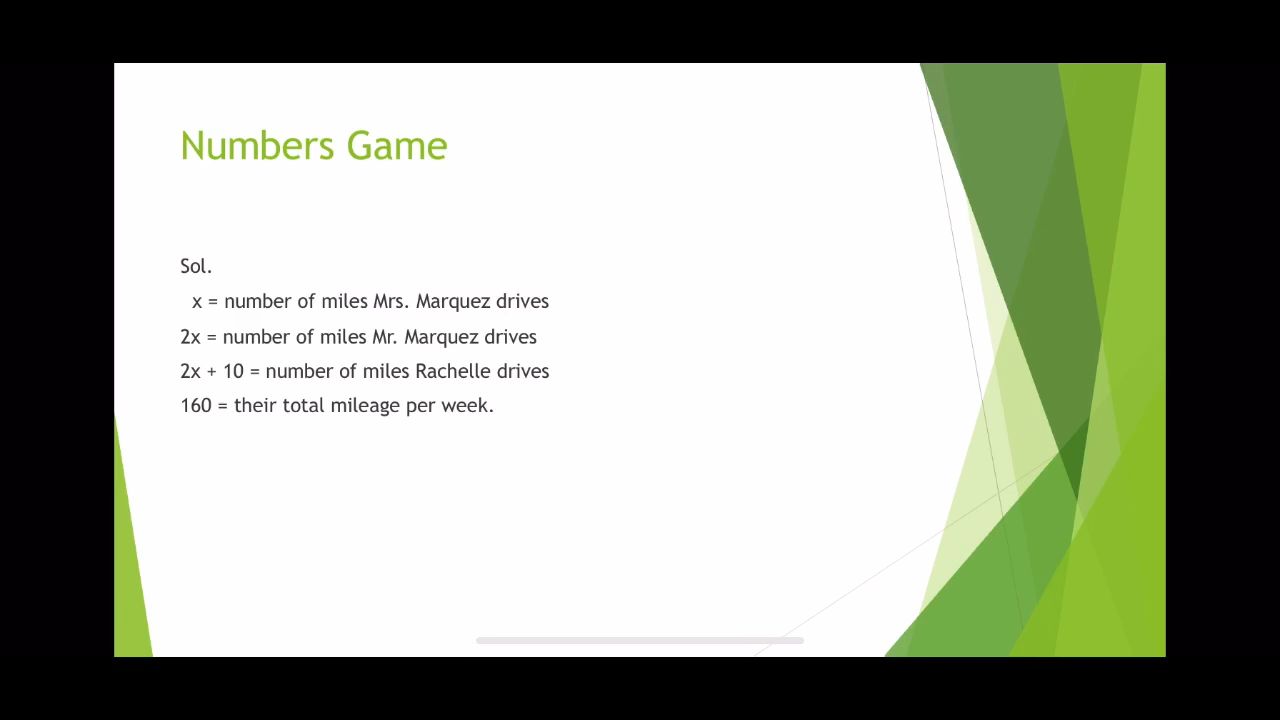 Numbers Game
Sol.
x = number of miles Mrs. Marquez drives
2x = number of miles Mr. Marquez drives
2x + 10 = number of miles Rachelle drives
160 = their total mileage per week.